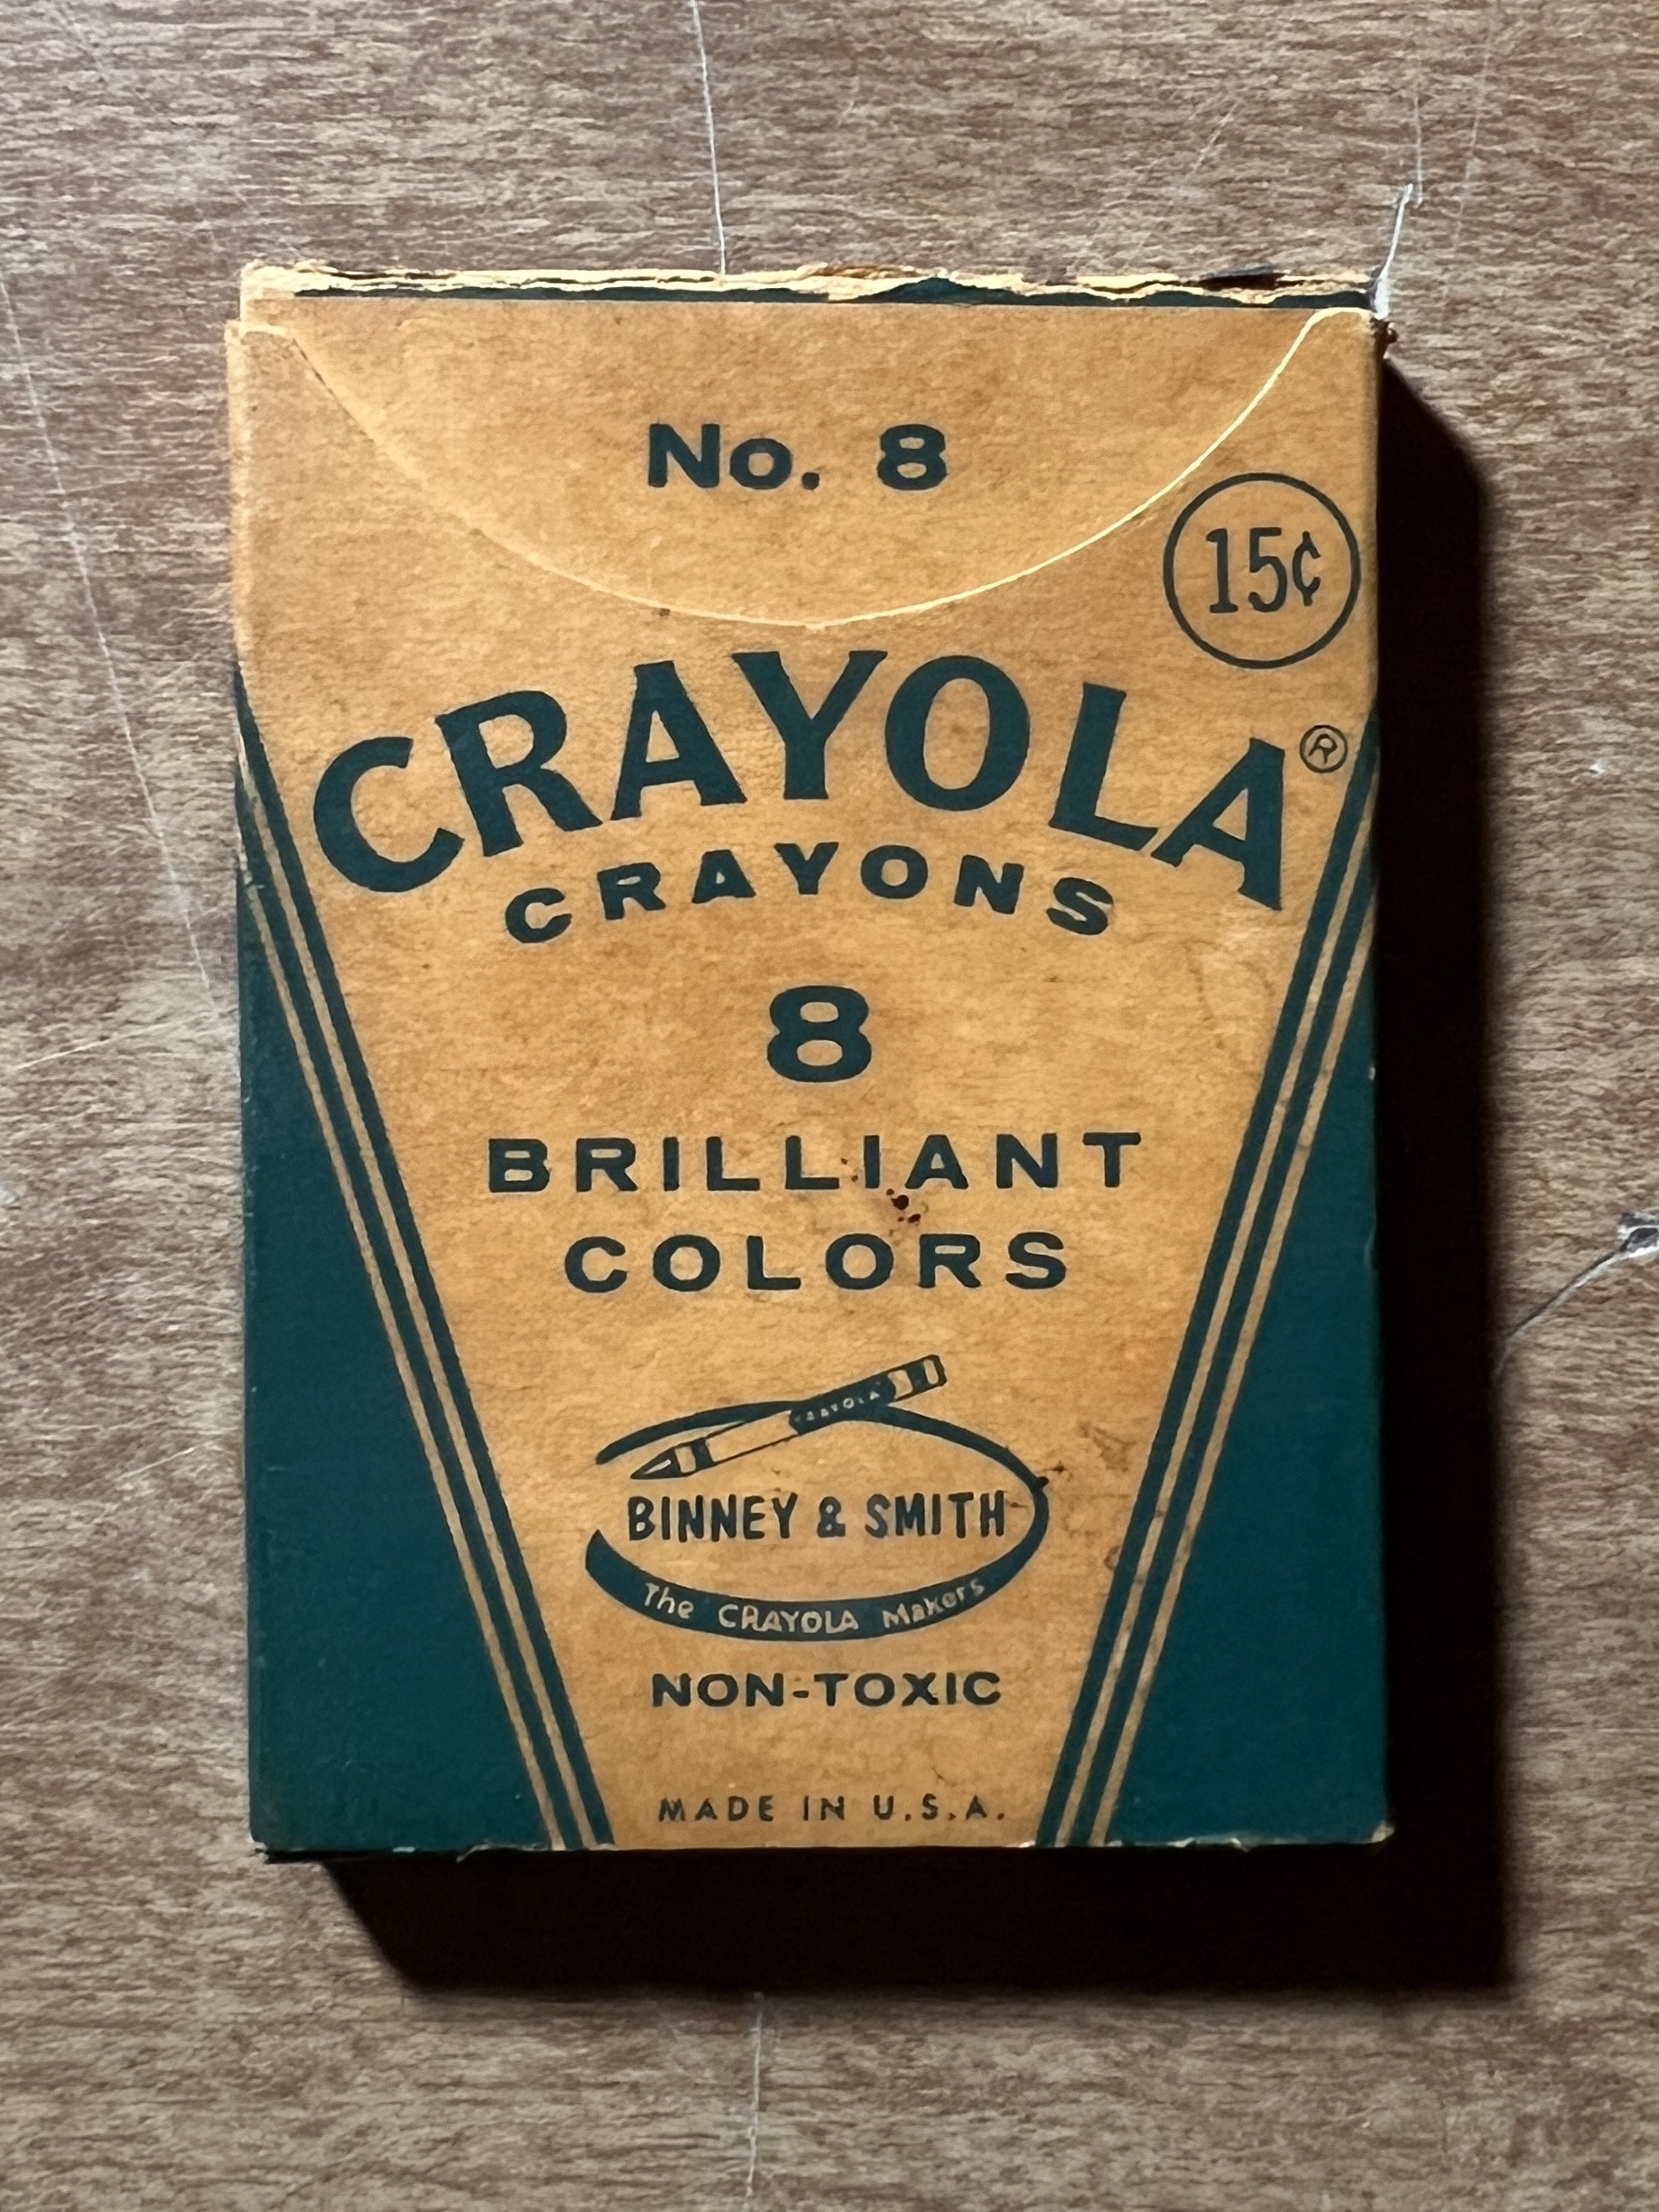 No. 8
15¢
CRAYOLA®
CRAYONS
8
BRILLIANT
COLORS
CRAYOLA
BINNEY & SMITH
The CRAYOLA Makers
NON-TOXIC
MADE IN U.S.A.